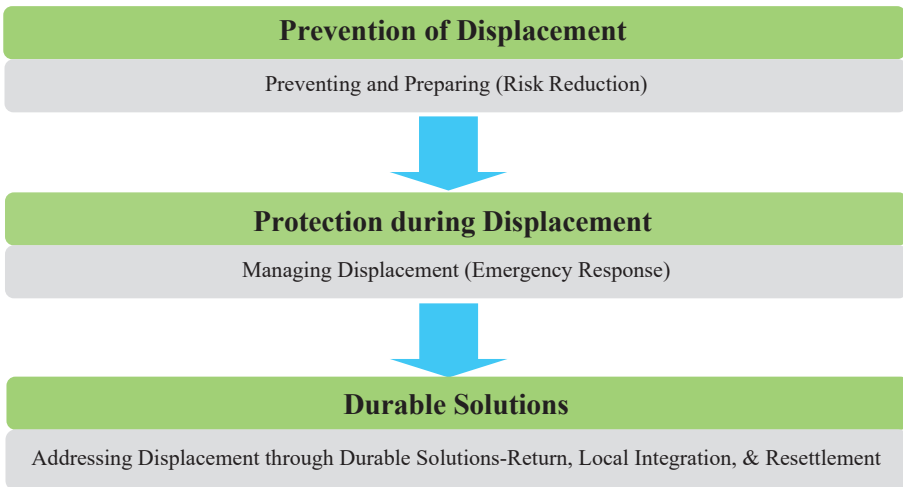 Prevention of Displacement
Preventing and Preparing (Risk Reduction)
Protection during Displacement
Managing Displacement (Emergency Response)
Durable Solutions
Addressing Displacement through Durable Solutions-Return, Local Integration, & Resettlement